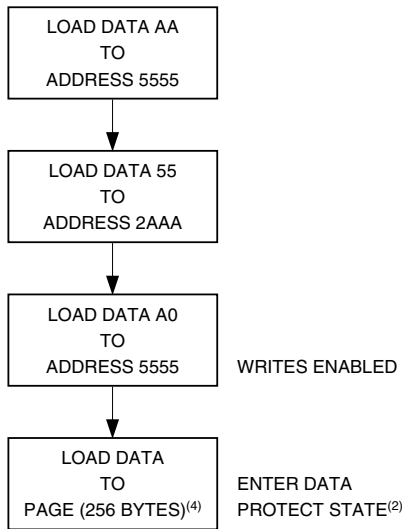 LOAD DATA AA
TO
ADDRESS 5555
LOAD DATA 55
TO
ADDRESS 2AAA
LOAD DATA A0
TO
ADDRESS 5555
WRITES ENABLED
LOAD DATA
TO
PAGE (256 BYTES)(4)
ENTER DATA
PROTECT STATE(2)